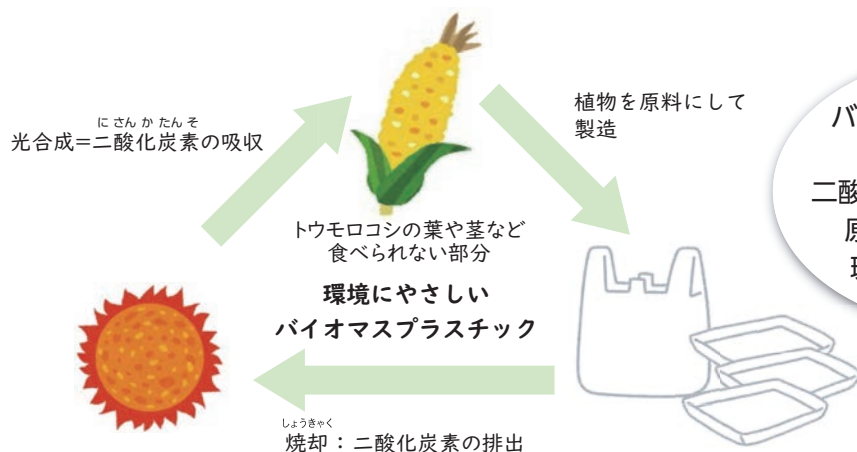 光合成=二酸化炭素の吸収
にさんかたんそ
植物を原料にして
製造
トウモロコシの葉や茎など
食べられない部分
環境にやさしい
バイオマスプラスチック
しょうきゃく
焼却：二酸化炭素の排出
バ
二酸